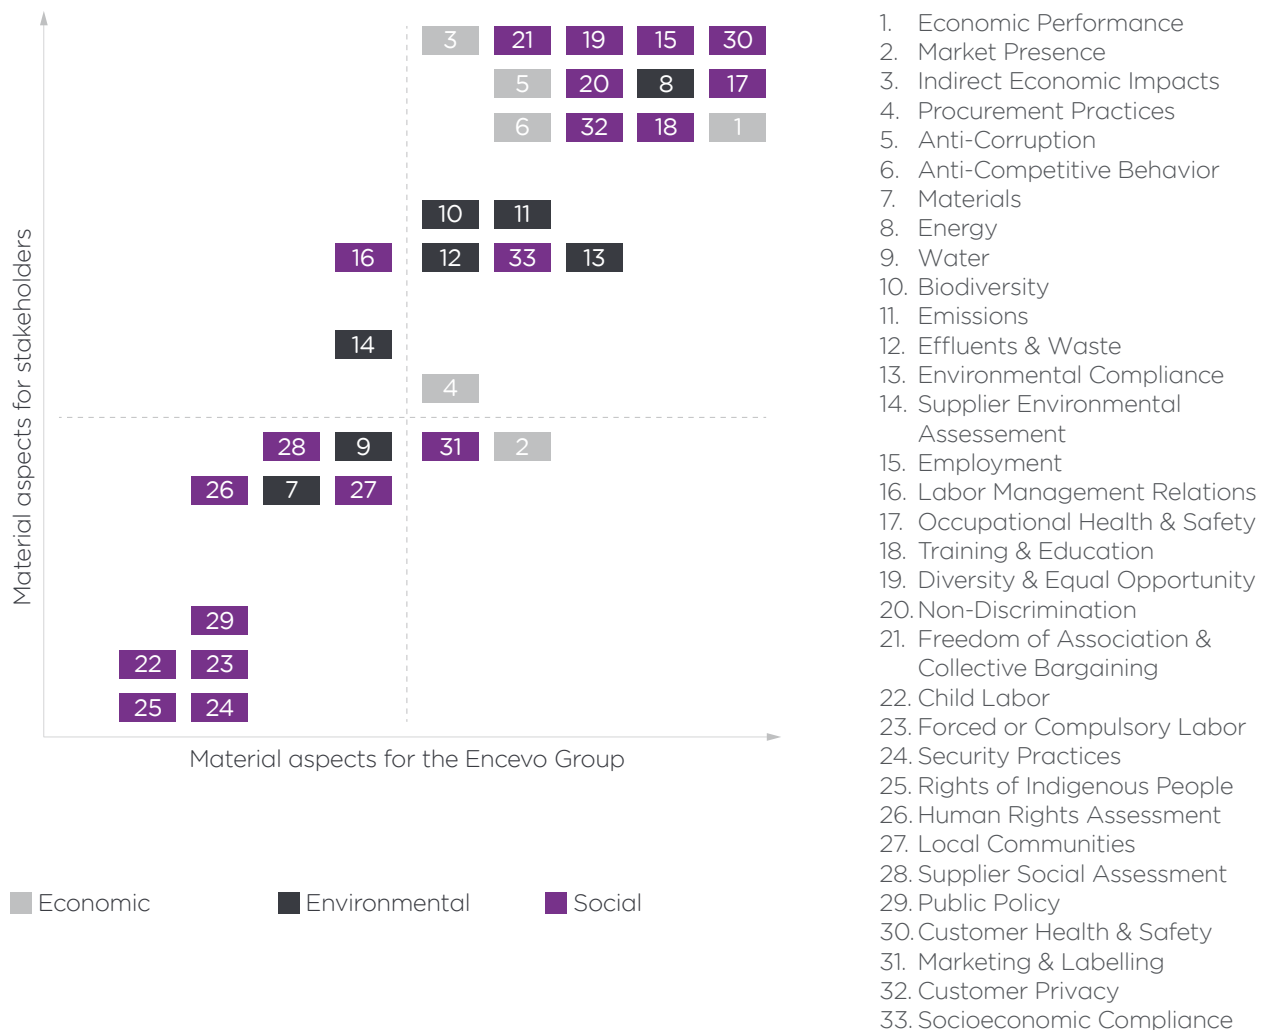 3 21 19 15 30
5 20 8 17
6 32 18 1
10 11
16 12 33 13
14
4
28 9 31 2
26 7 27
29
22 23
25 24
Material aspects for stakeholders
Material aspects for the Encevo Group
Economic Environmental Social
1. Economic Performance
2. Market Presence
3. Indirect Economic Impacts
4. Procurement Practices
5. Anti-Corruption
6. Anti-Competitive Behavior
7. Materials
8. Energy
9. Water
10. Biodiversity
11. Emissions
12. Effluents & Waste
13. Environmental Compliance
14. Supplier Environmental
Assessement
15. Employment
16. Labor Management Relations
17. Occupational Health & Safety
18. Training & Education
19. Diversity & Equal Opportunity
20. Non-Discrimination
21. Freedom of Association &
Collective Bargaining
22. Child Labor
23. Forced or Compulsory Labor
24. Security Practices
25. Rights of Indigenous People
26. Human Rights Assessment
27. Local Communities
28. Supplier Social Assessment
29. Public Policy
30. Customer Health & Safety
31. Marketing & Labelling
32. Customer Privacy
33. Socioeconomic Compliance